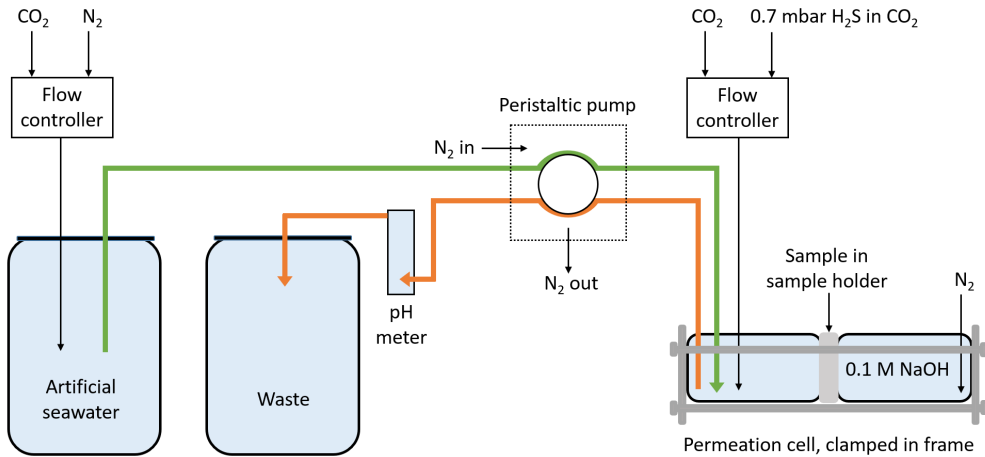 CO₂ N₂
Flow
controller
Artificial
seawater
Waste
pH
meter
Peristaltic pump
N₂ in
N₂ out
CO₂ 0.7 mbar H₂S in CO₂
Flow
controller
Sample in
sample holder
N₂
0.1 M NaOH
Permeation cell, clamped in frame